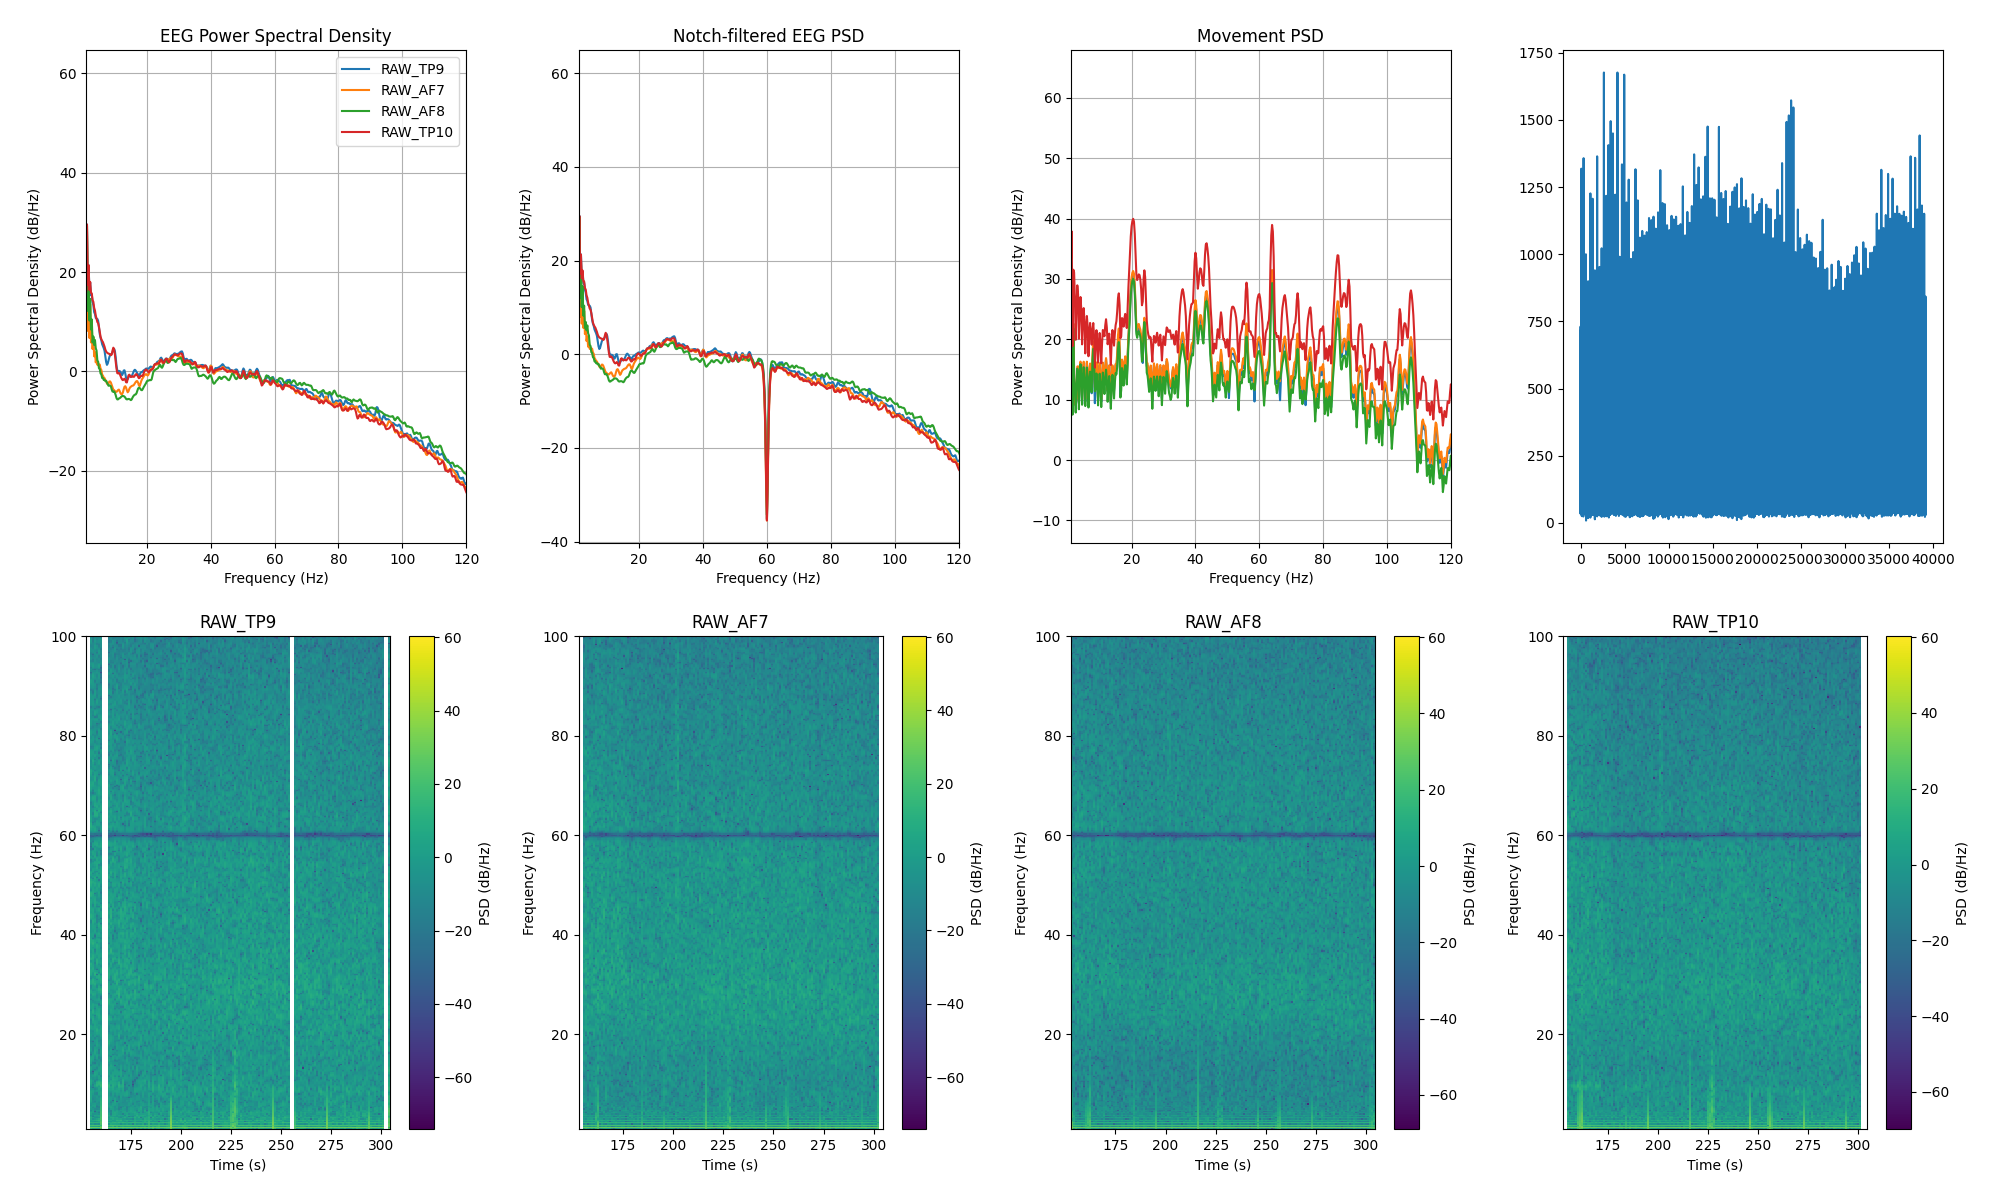 EEG Power Spectral Density
Notch-filtered EEG PSD
Movement PSD
RAW_TP9
RAW_AF7
RAW_AF8
RAW_TP10
Power Spectral Density (dB/Hz)
60
40
20
0
−20
20 40 60 80 100 120
Frequency (Hz)
Power Spectral Density (dB/Hz)
60
40
20
0
−20
−40
20 40 60 80 100 120
Frequency (Hz)
Power Spectral Density (dB/Hz)
60
50
40
30
20
10
0
−10
20 40 60 80 100 120
Frequency (Hz)
1750
1500
1250
1000
750
500
250
0
0 5000 10000 15000 20000 25000 30000 35000 40000
RAW_TP9
Frequency (Hz)
100
80
60
40
20
175 200 225 250 275 300
Time (s)
60
40
20
0
−20
−40
−60
PSD (dB/Hz)
RAW_AF7
Frequency (Hz)
100
80
60
40
20
175 200 225 250 275 300
Time (s)
60
40
20
0
−20
−40
−60
PSD (dB/Hz)
RAW_AF8
Frequency (Hz)
100
80
60
40
20
175 200 225 250 275 300
Time (s)
60
40
20
0
−20
−40
−60
PSD (dB/Hz)
RAW_TP10
Frequency (Hz)
100
80
60
40
20
175 200 225 250 275 300
Time (s)
60
40
20
0
−20
−40
−60
PSD (dB/Hz)